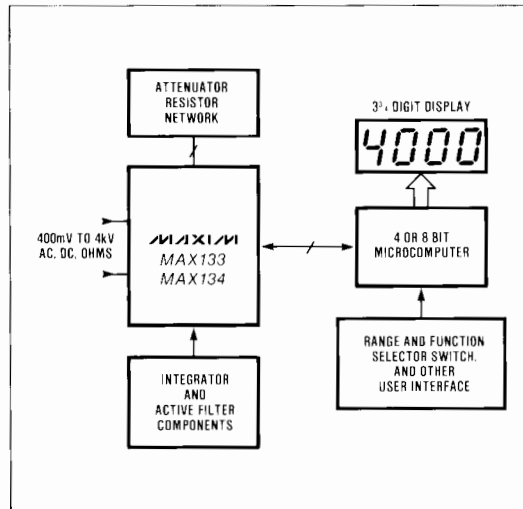 ATTENUATOR
RESISTOR
NETWORK
3¾ DIGIT DISPLAY
4000
400mV TO 4kV
AC, DC, OHMS
MAXIM
MAX133
MAX134
4 OR 8 BIT
MICROCOMPUTER
INTEGRATOR
AND
ACTIVE FILTER
COMPONENTS
RANGE AND FUNCTION
SELECTOR SWITCH,
AND OTHER
USER INTERFACE